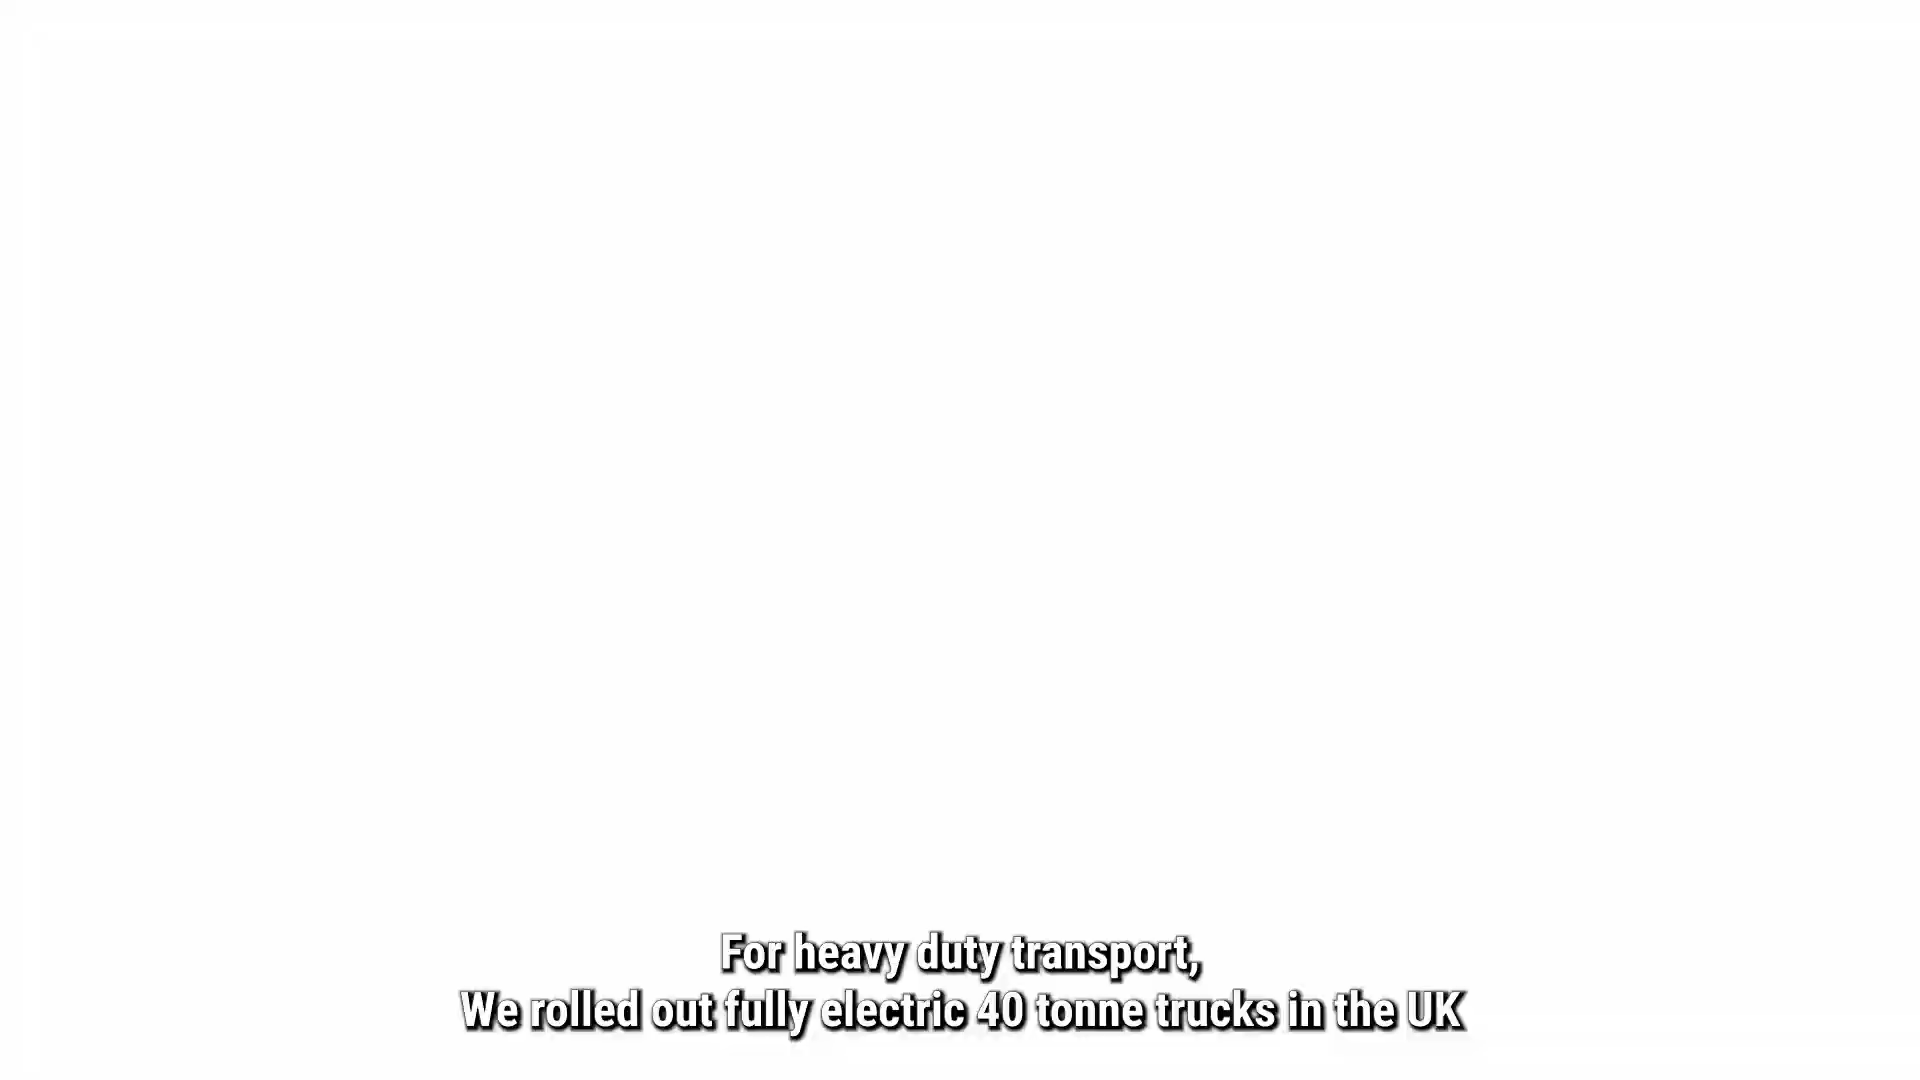 For heavy duty transport,
We rolled out fully electric 40 tonne trucks in the UK